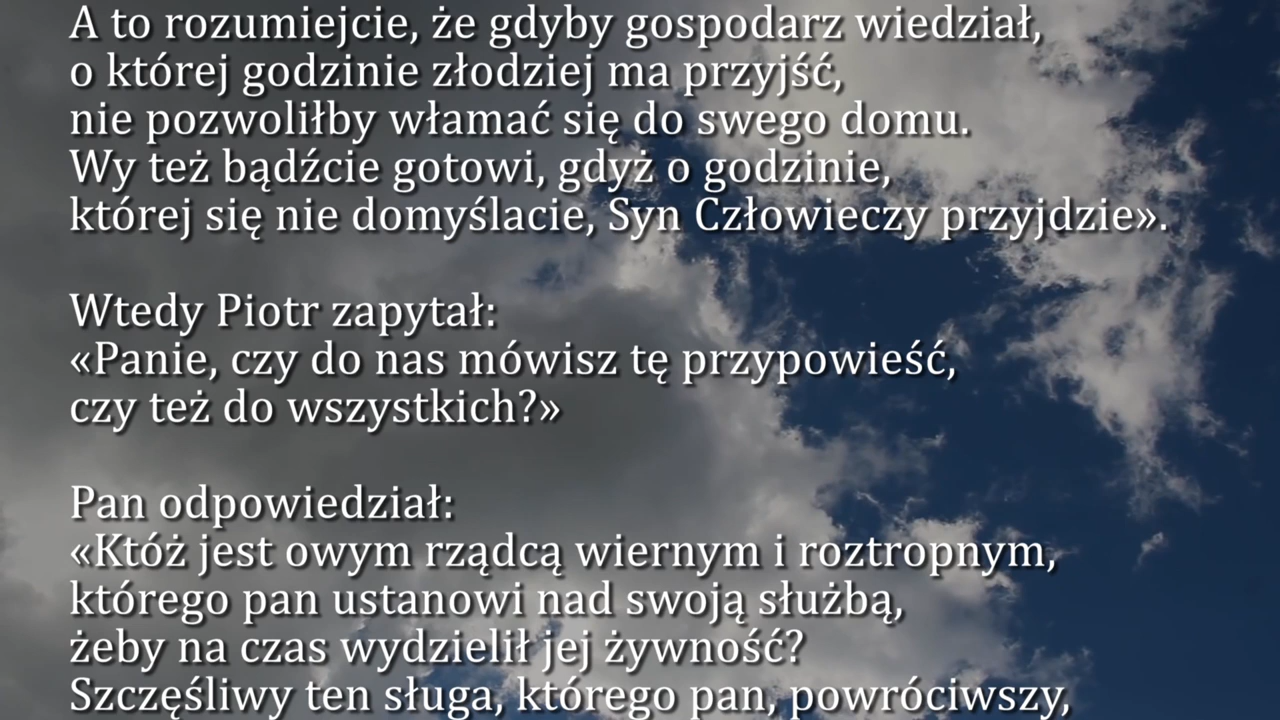 A to rozumiejcie, że gdyby gospodarz wiedział,
o której godzinie złodziej ma przyjść,
nie pozwoliłby włamać się do swego domu.
Wy też bądźcie gotowi, gdyż o godzinie,
której się nie domyślacie, Syn Człowieczy przyjdzie».
Wtedy Piotr zapytał:
«Panie, czy do nas mówisz tę przypowieść,
czy też do wszystkich?»
Pan odpowiedział:
«Któż jest owym rządcą wiernym i roztropnym,
którego pan ustanowi nad swoją służbą,
żeby na czas wydzielił jej żywność?
Szczęśliwy ten sługa, którego pan, powróciwszy,